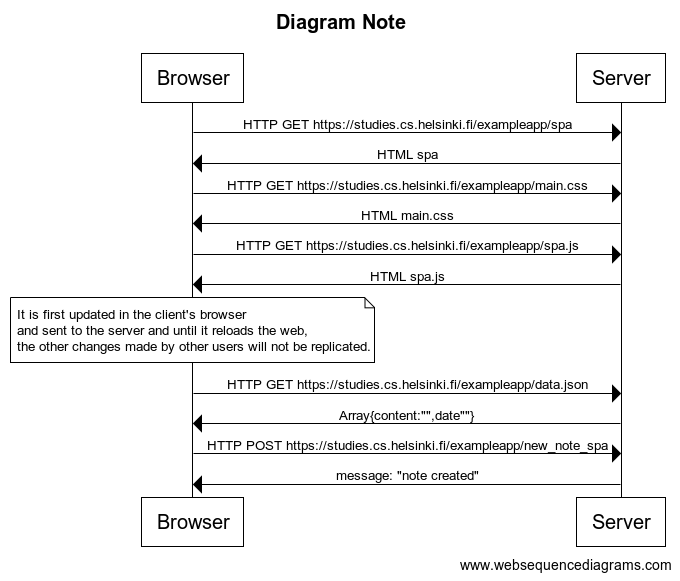 Diagram Note
Browser
Server
HTTP GET https://studies.cs.helsinki.fi/exampleapp/spa
HTML spa
HTTP GET https://studies.cs.helsinki.fi/exampleapp/main.css
HTML main.css
HTTP GET https://studies.cs.helsinki.fi/exampleapp/spa.js
HTML spa.js
It is first updated in the client's browser
and sent to the server and until it reloads the web,
the other changes made by other users will not be replicated.
HTTP GET https://studies.cs.helsinki.fi/exampleapp/data.json
Array{content:"",date""}
HTTP POST https://studies.cs.helsinki.fi/exampleapp/new_note_spa
message: "note created"
Browser
Server
www.websequencediagrams.com